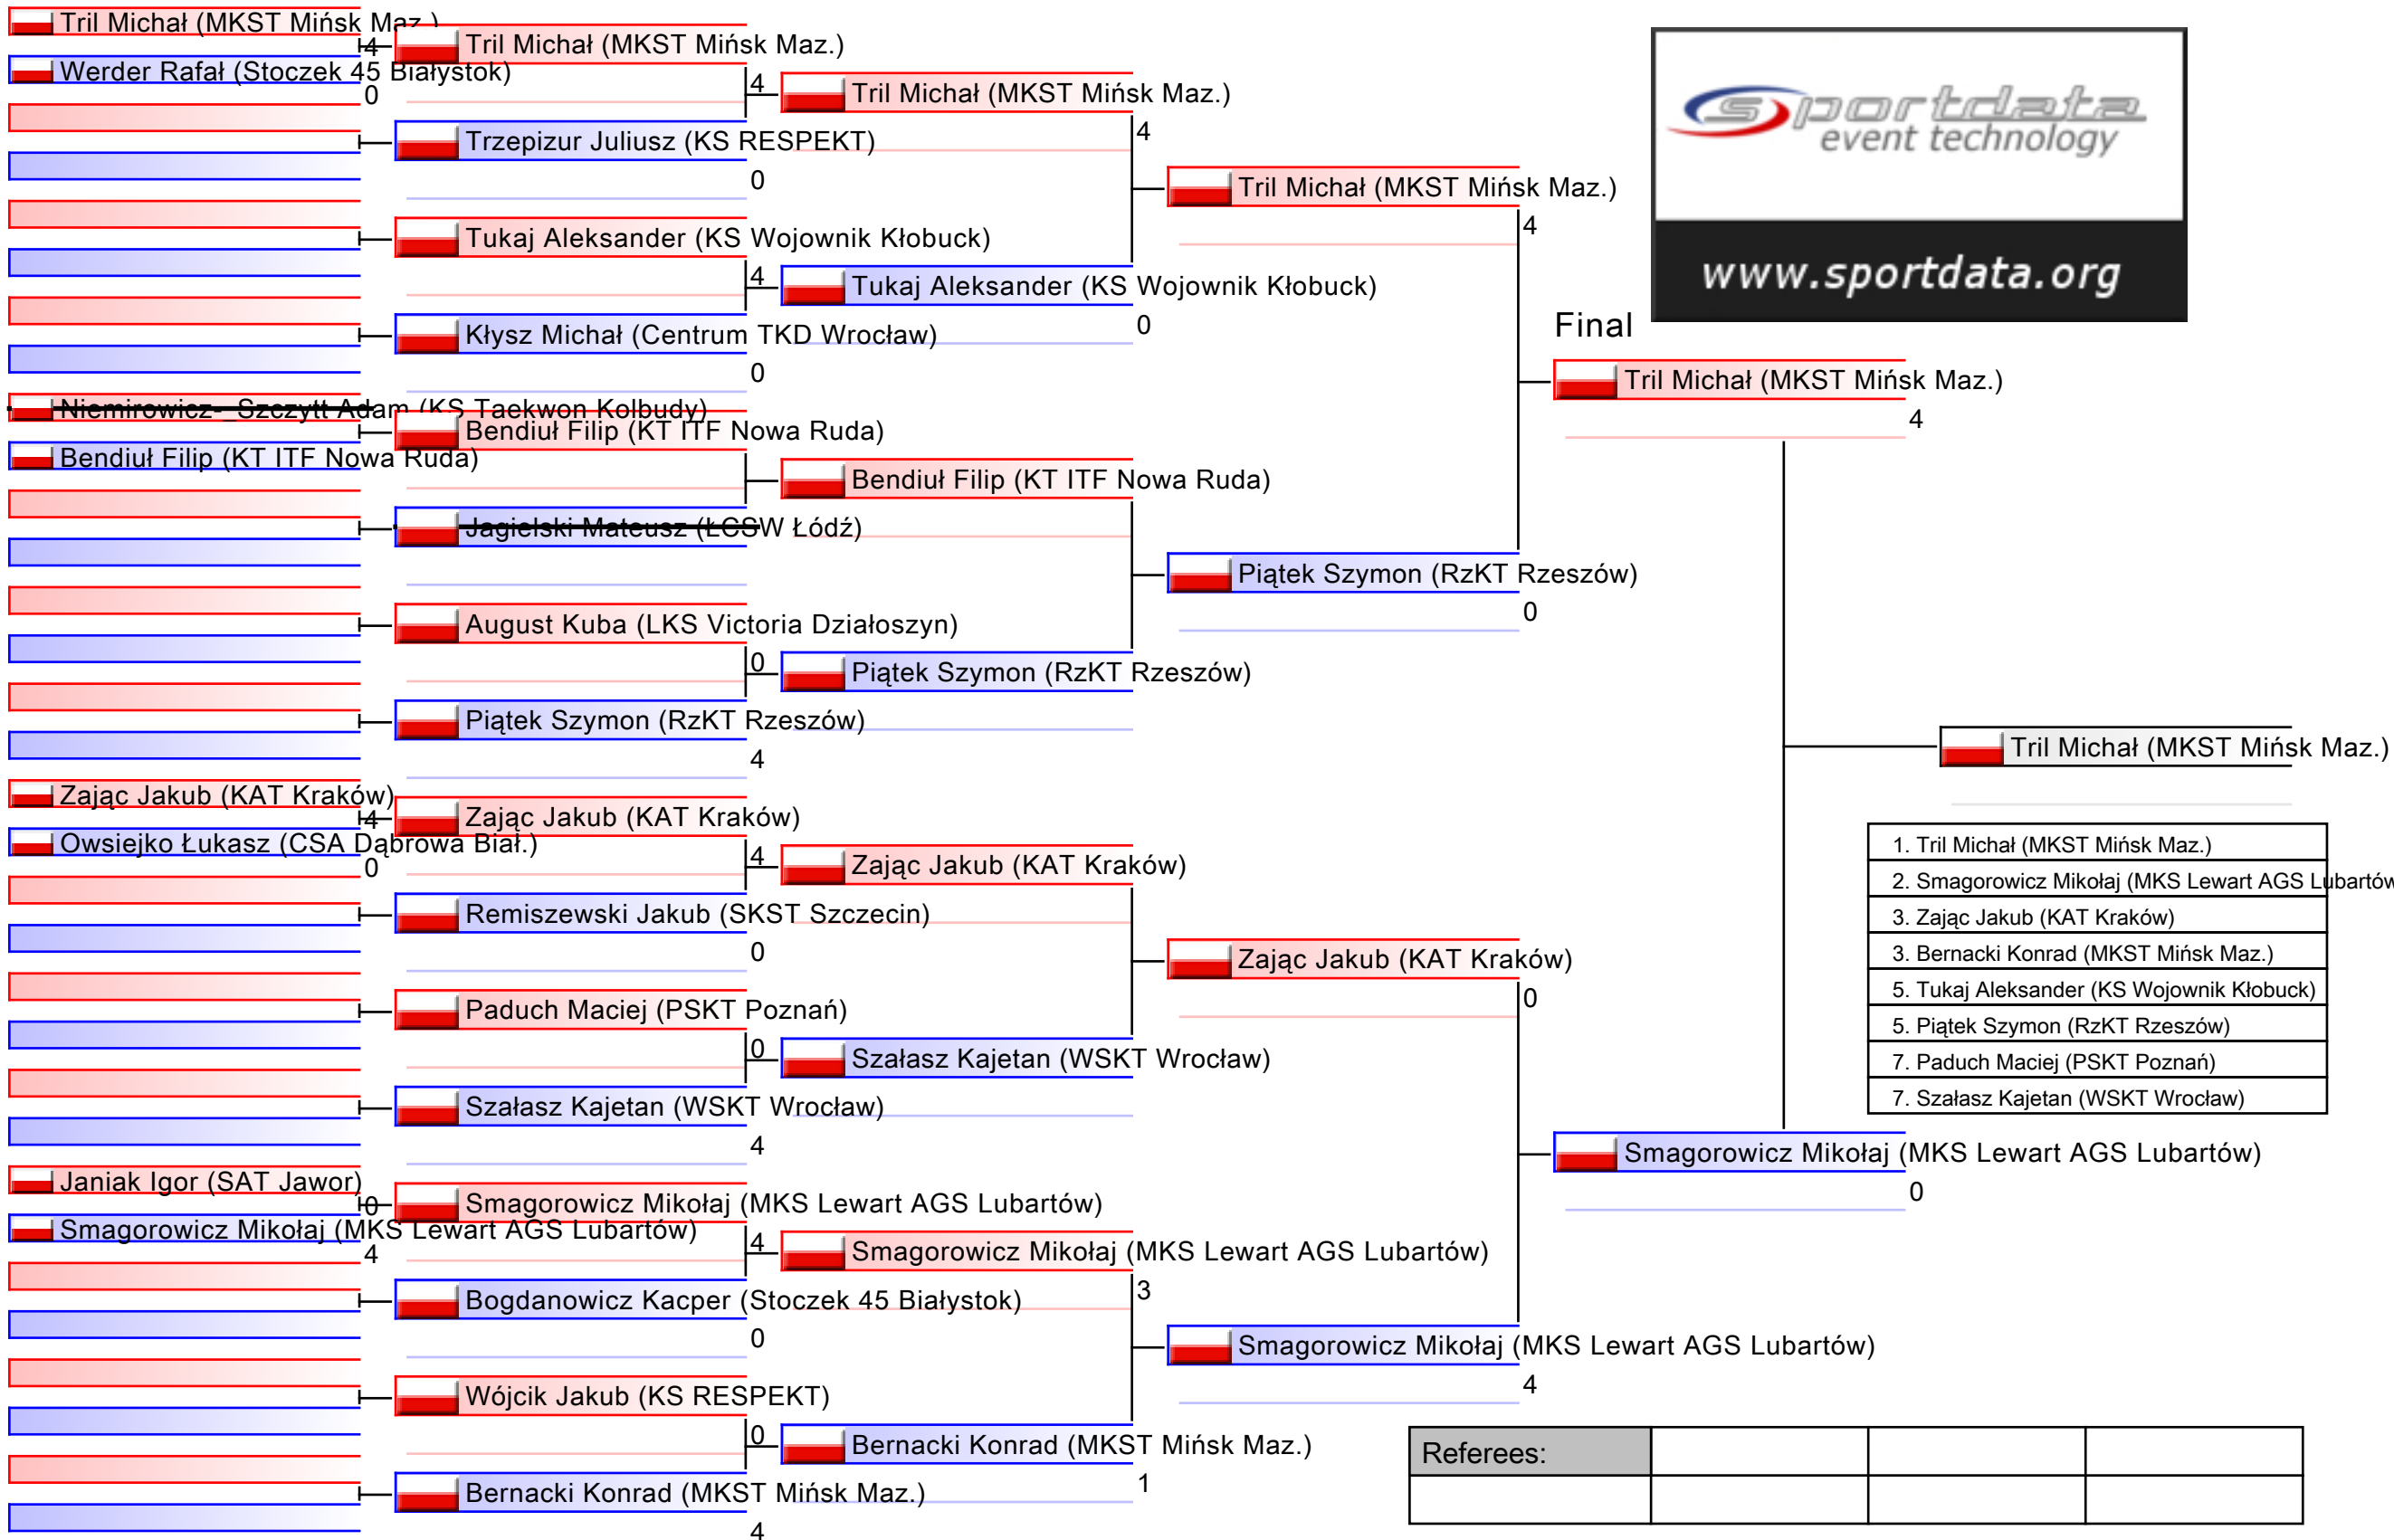 Tril Michał (MKST Mińsk Maz.)
4
Werder Rafał (Stoczek 45 Białystok)
0
Niemirowicz-_Szczytt Adam (KS Taekwon Kolbudy)
Bendiuł Filip (KT ITF Nowa Ruda)
Zając Jakub (KAT Kraków)
4
Owsiejko Łukasz (CSA Dąbrowa Biał.)
0
Janiak Igor (SAT Jawor)
0
Smagorowicz Mikołaj (MKS Lewart AGS Lubartów)
4
Tril Michał (MKST Mińsk Maz.)
4
Trzepizur Juliusz (KS RESPEKT)
0
Tukaj Aleksander (KS Wojownik Kłobuck)
4
Kłysz Michał (Centrum TKD Wrocław)
0
Bendiuł Filip (KT ITF Nowa Ruda)
Jagielski Mateusz (ŁCSW Łódź)
August Kuba (LKS Victoria Działoszyn)
0
Piątek Szymon (RzKT Rzeszów)
4
Zając Jakub (KAT Kraków)
4
Remiszewski Jakub (SKST Szczecin)
0
Paduch Maciej (PSKT Poznań)
0
Szałasz Kajetan (WSKT Wrocław)
4
Smagorowicz Mikołaj (MKS Lewart AGS Lubartów)
4
Bogdanowicz Kacper (Stoczek 45 Białystok)
0
Wójcik Jakub (KS RESPEKT)
0
Bernacki Konrad (MKST Mińsk Maz.)
4
Tril Michał (MKST Mińsk Maz.)
4
Tukaj Aleksander (KS Wojownik Kłobuck)
0
Bendiuł Filip (KT ITF Nowa Ruda)
Piątek Szymon (RzKT Rzeszów)
Zając Jakub (KAT Kraków)
Szałasz Kajetan (WSKT Wrocław)
Smagorowicz Mikołaj (MKS Lewart AGS Lubartów)
3
Bernacki Konrad (MKST Mińsk Maz.)
1
Tril Michał (MKST Mińsk Maz.)
4
Piątek Szymon (RzKT Rzeszów)
0
Zając Jakub (KAT Kraków)
0
Smagorowicz Mikołaj (MKS Lewart AGS Lubartów)
4
Final
Tril Michał (MKST Mińsk Maz.)
4
Smagorowicz Mikołaj (MKS Lewart AGS Lubartów)
0
Tril Michał (MKST Mińsk Maz.)
sportdata
event technology
www.sportdata.org
1. Tril Michał (MKST Mińsk Maz.)
2. Smagorowicz Mikołaj (MKS Lewart AGS Lubartów
3. Zając Jakub (KAT Kraków)
3. Bernacki Konrad (MKST Mińsk Maz.)
5. Tukaj Aleksander (KS Wojownik Kłobuck)
5. Piątek Szymon (RzKT Rzeszów)
7. Paduch Maciej (PSKT Poznań)
7. Szałasz Kajetan (WSKT Wrocław)
Referees: